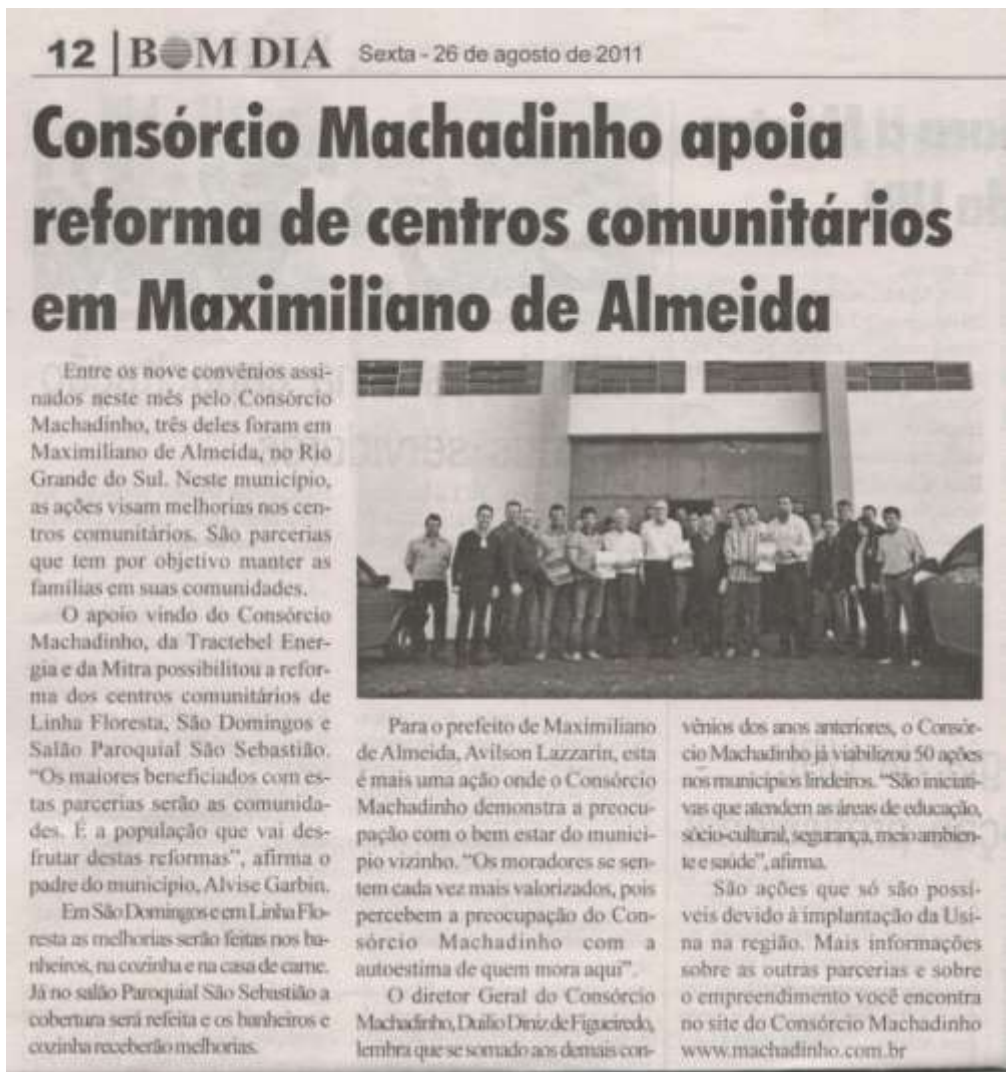 12 | BOM DIA Sexta - 26 de agosto de 2011
Consórcio Machadinho apoia
reforma de centros comunitários
em Maximiliano de Almeida
Entre os nove convênios assi-
nados neste mês pelo Consórcio
Machadinho, três deles foram em
Maximiliano de Almeida, no Rio
Grande do Sul. Neste município,
as ações visam melhorias nos cen-
tros comunitários. São parcerias
que tem por objetivo manter as
famílias em suas comunidades.
O apoio vindo do Consórcio
Machadinho, da Tractebel Ener-
gia e da Mitra possibilitou a refor-
ma dos centros comunitários de
Linha Floresta, São Domingos e
Salão Paroquial São Sebastião.
“Os maiores beneficiados com es-
tas parcerias serão as comunida-
des. É a população que vai des-
frutar destas reformas”, afirma o
padre do município, Alvise Garbin.
Em São Domingos e em Linha Flo-
resta as melhorias serão feitas nos ba-
nheiros, na cozinha e na casa de carne.
Já no salão Paroquial São Sebastião a
cobertura será refeita e os banheiros e
cozinha receberão melhorias.
Para o prefeito de Maximiliano
de Almeida, Avilson Lazzarin, esta
é mais uma ação onde o Consórcio
Machadinho demonstra a preocu-
pação com o bem estar do municí-
pio vizinho. “Os moradores se sen-
tem cada vez mais valorizados, pois
percebem a preocupação do Con-
sórcio Machadinho com a
autoestima de quem mora aqui”.
O diretor Geral do Consórcio
Machadinho, Duilio Diniz de Figueiredo,
lembra que se somado aos demais con-
vênios dos anos anteriores, o Consór-
cio Machadinho já viabilizou 50 ações
nos municípios lindeiros. “São iniciati-
vas que atendem as áreas de educação,
sócio-cultural, segurança, meio ambien-
te e saúde”, afirma.
São ações que só são possí-
veis devido à implantação da Usi-
na na região. Mais informações
sobre as outras parcerias e sobre
o empreendimento você encontra
no site do Consórcio Machadinho
www.machadinho.com.br